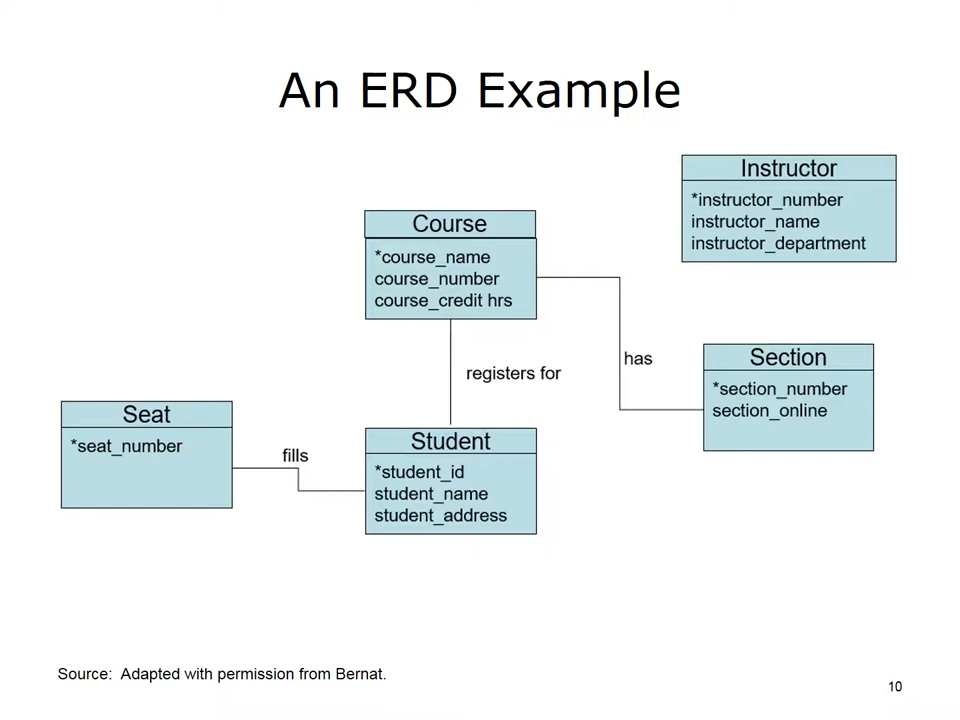 An ERD Example
Instructor
*instructor_number
instructor_name
instructor_department
Course
*course_name
course_number
course_credit hrs
has
registers for
Section
*section_number
section_online
Seat
*seat_number
fills
Student
*student_id
student_name
student_address
Source:  Adapted with permission from Bernat.
10